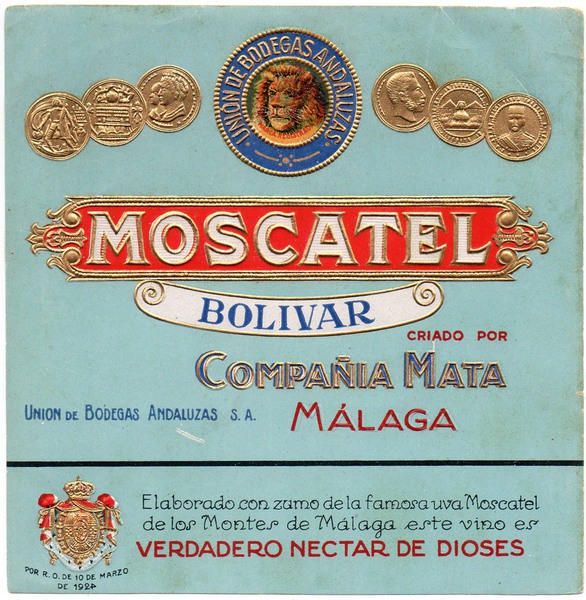 UNION DE BODEGAS ANDALUZAS
MOSCATEL
BOLIVAR
CRIADO POR
COMPAÑIA MATA
UNION DE BODEGAS ANDALUZAS S. A.
MÁLAGA
Elaborado con zumo de la famosa uva Moscatel
de los Montes de Málaga este vino es
VERDADERO NECTAR DE DIOSES
POR R. O. DE 10 DE MARZO
DE 1924